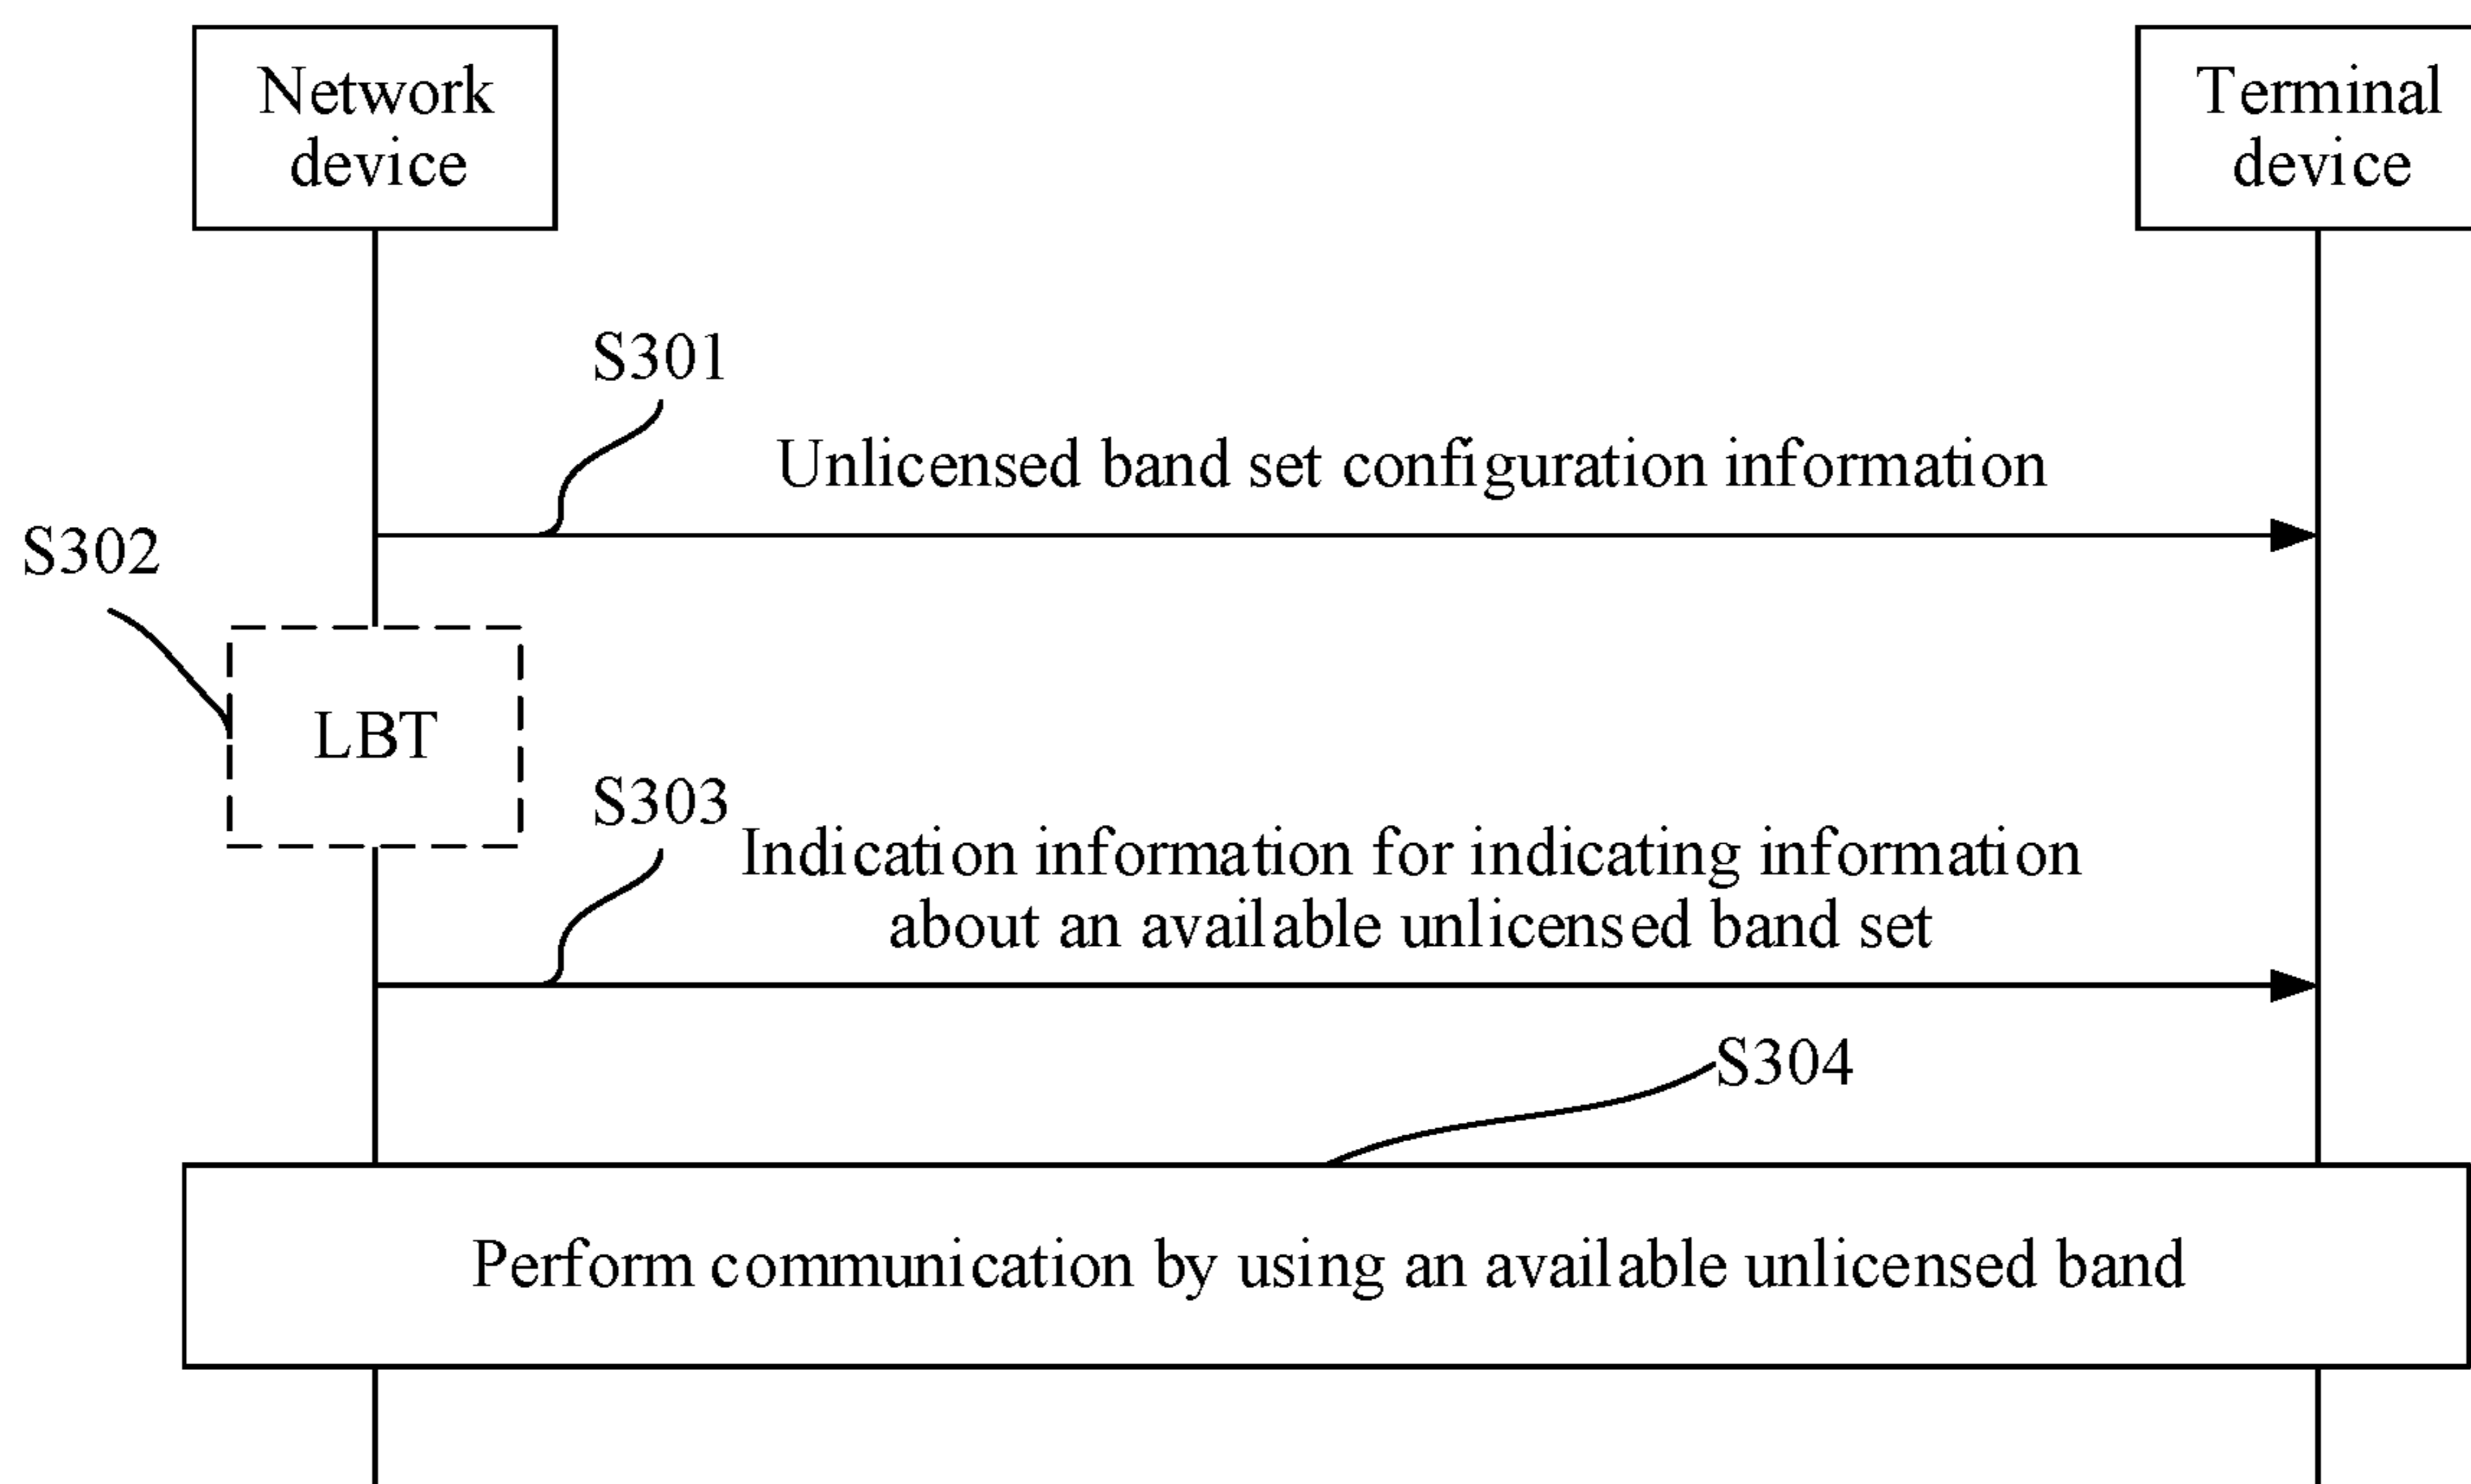 Network
device
Terminal
device
S301
Unlicensed band set configuration information
S302
LBT
S303
Indication information for indicating information
about an available unlicensed band set
S304
Perform communication by using an available unlicensed band